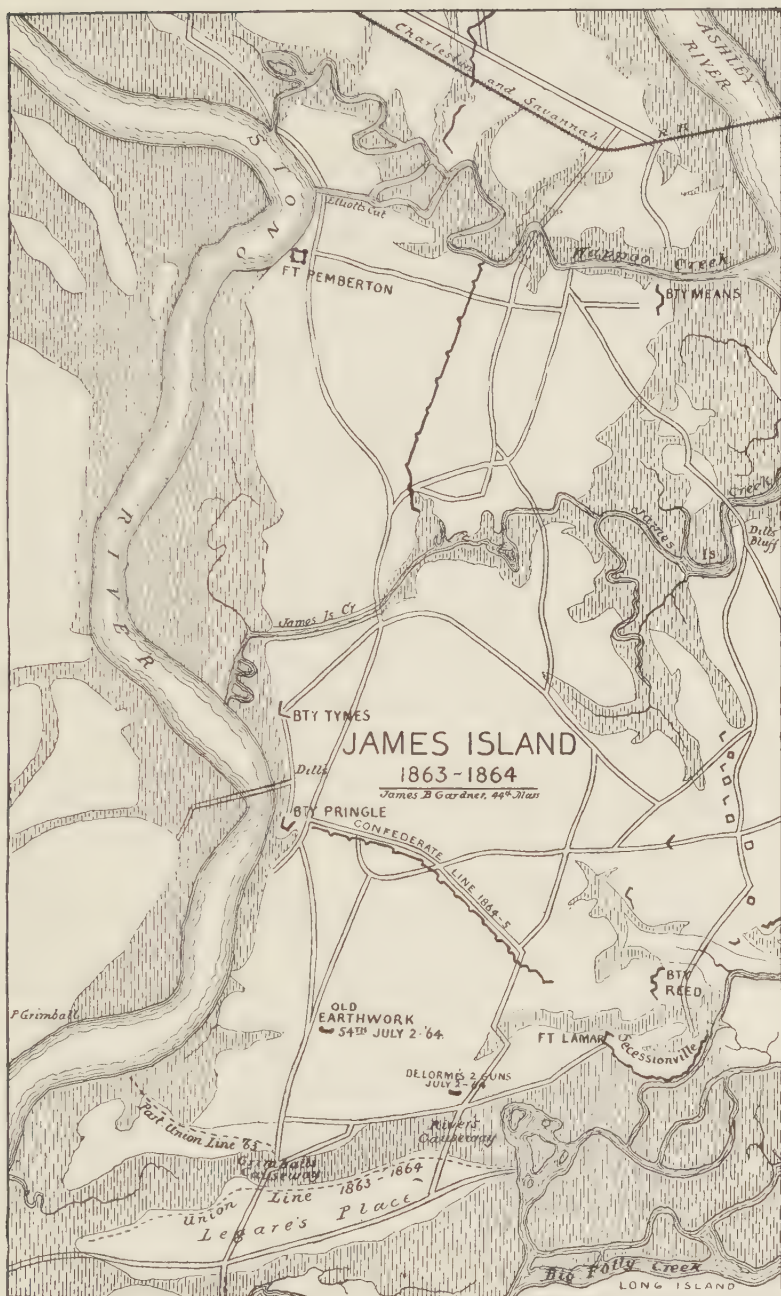 Charleston and Savannah R R
ASHLEY
RIVER
STONO
RIVER
Elliotts Cut
Wappoo Creek
FT PEMBERTON
BTY MEANS
James Is Creek
Dills
Bluff
James Is Cr
BTY TYNES
JAMES ISLAND
1863-1864
James B Gardner, 44th Mass
Dills
BTY PRINGLE
CONFEDERATE LINE 1864-5
BTY
REED
P Grimball
OLD
EARTHWORK
54TH JULY 2-'64
FT LAMAR
Secessionville
DELORME'S 2 GUNS
JULY 2-64
Rivers
Causeway
Part Union Line '65
Grimballs
Causeway
Union Line 1863 1864
Legare's Place
Big Folly Creek
LONG ISLAND